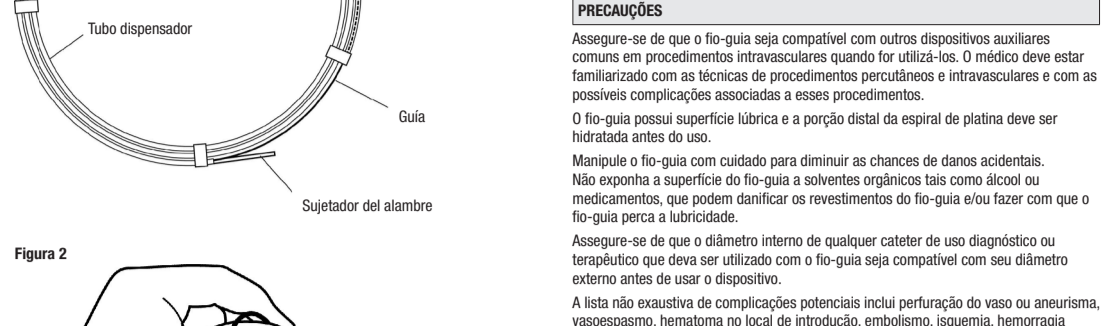 Tubo dispensador
Guía
Sujetador del alambre
Figura 2
PRECAUÇÕES
Assegure-se de que o fio-guia seja compatível com outros dispositivos auxiliares
comuns em procedimentos intravasculares quando for utilizá-los. O médico deve estar
familiarizado com as técnicas de procedimentos percutâneos e intravasculares e com as
possíveis complicações associadas a esses procedimentos.
O fio-guia possui superfície lúbrica e a porção distal da espiral de platina deve ser
hidratada antes do uso.
Manipule o fio-guia com cuidado para diminuir as chances de danos acidentais.
Não exponha a superfície do fio-guia a solventes orgânicos tais como álcool ou
medicamentos, que podem danificar os revestimentos do fio-guia e/ou fazer com que o
fio-guia perca a lubricidade.
Assegure-se de que o diâmetro interno de qualquer cateter de uso diagnóstico ou
terapêutico que deva ser utilizado com o fio-guia seja compatível com seu diâmetro
externo antes de usar o dispositivo.
A lista não exaustiva de complicações potenciais inclui perfuração do vaso ou aneurisma,
vasoespasmo, hematoma no local de introdução, embolismo, isquemia, hemorragia